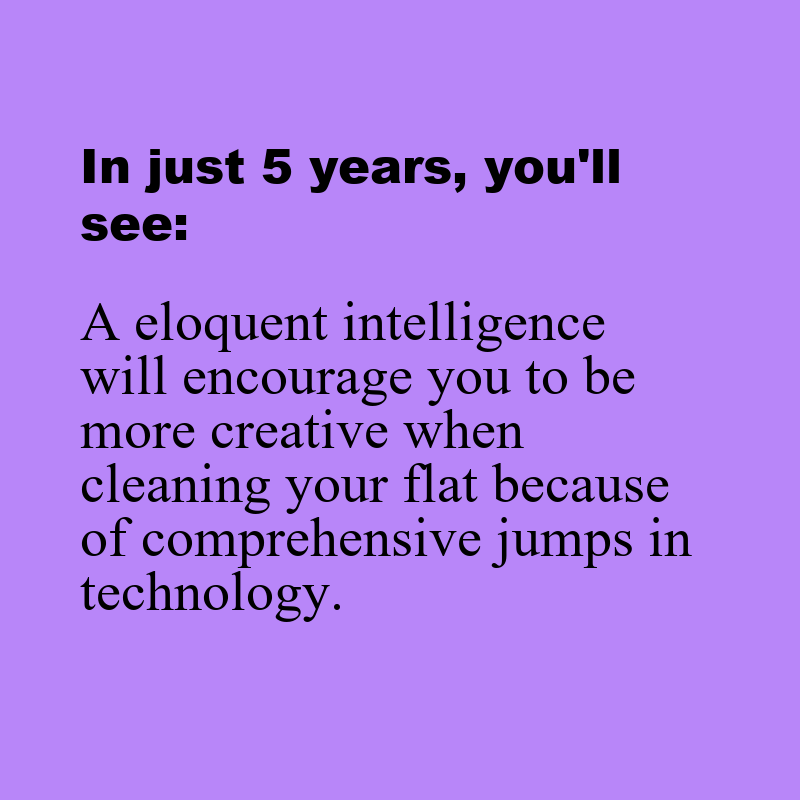 In just 5 years, you'll
see:
A eloquent intelligence
will encourage you to be
more creative when
cleaning your flat because
of comprehensive jumps in
technology.